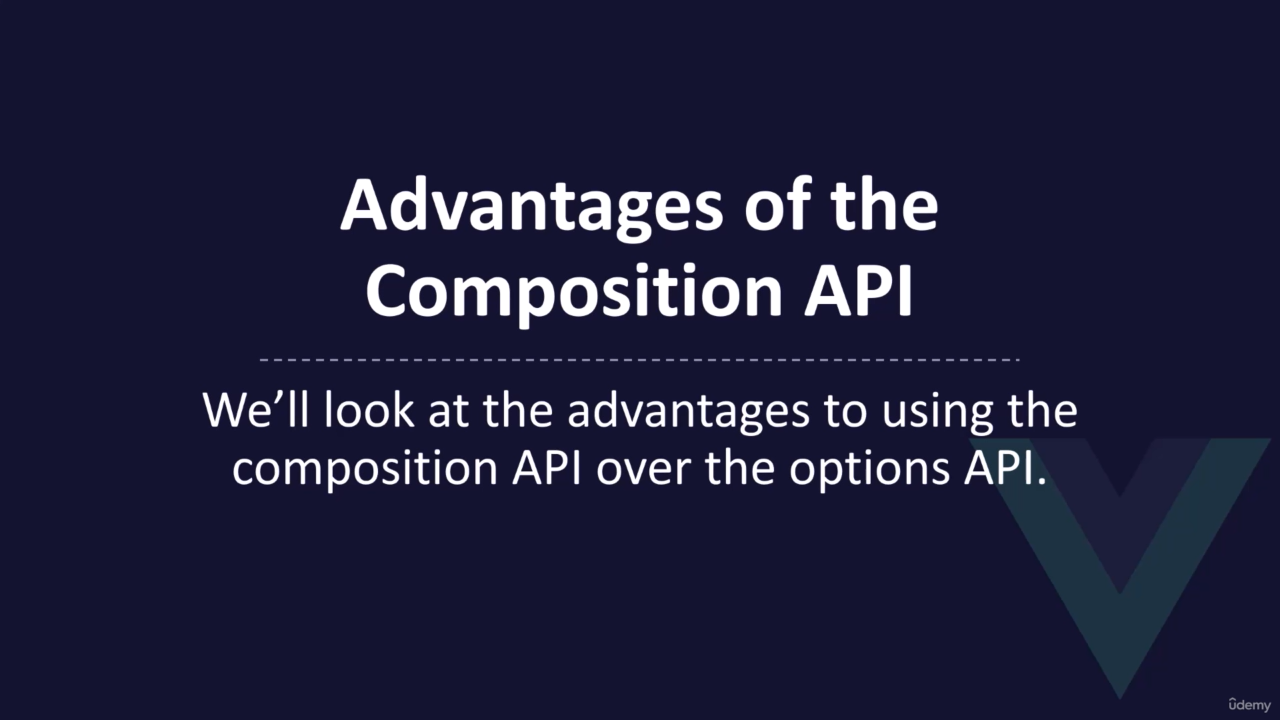 Advantages of the
Composition API
We’ll look at the advantages to using the
composition API over the options API.
ûdemy